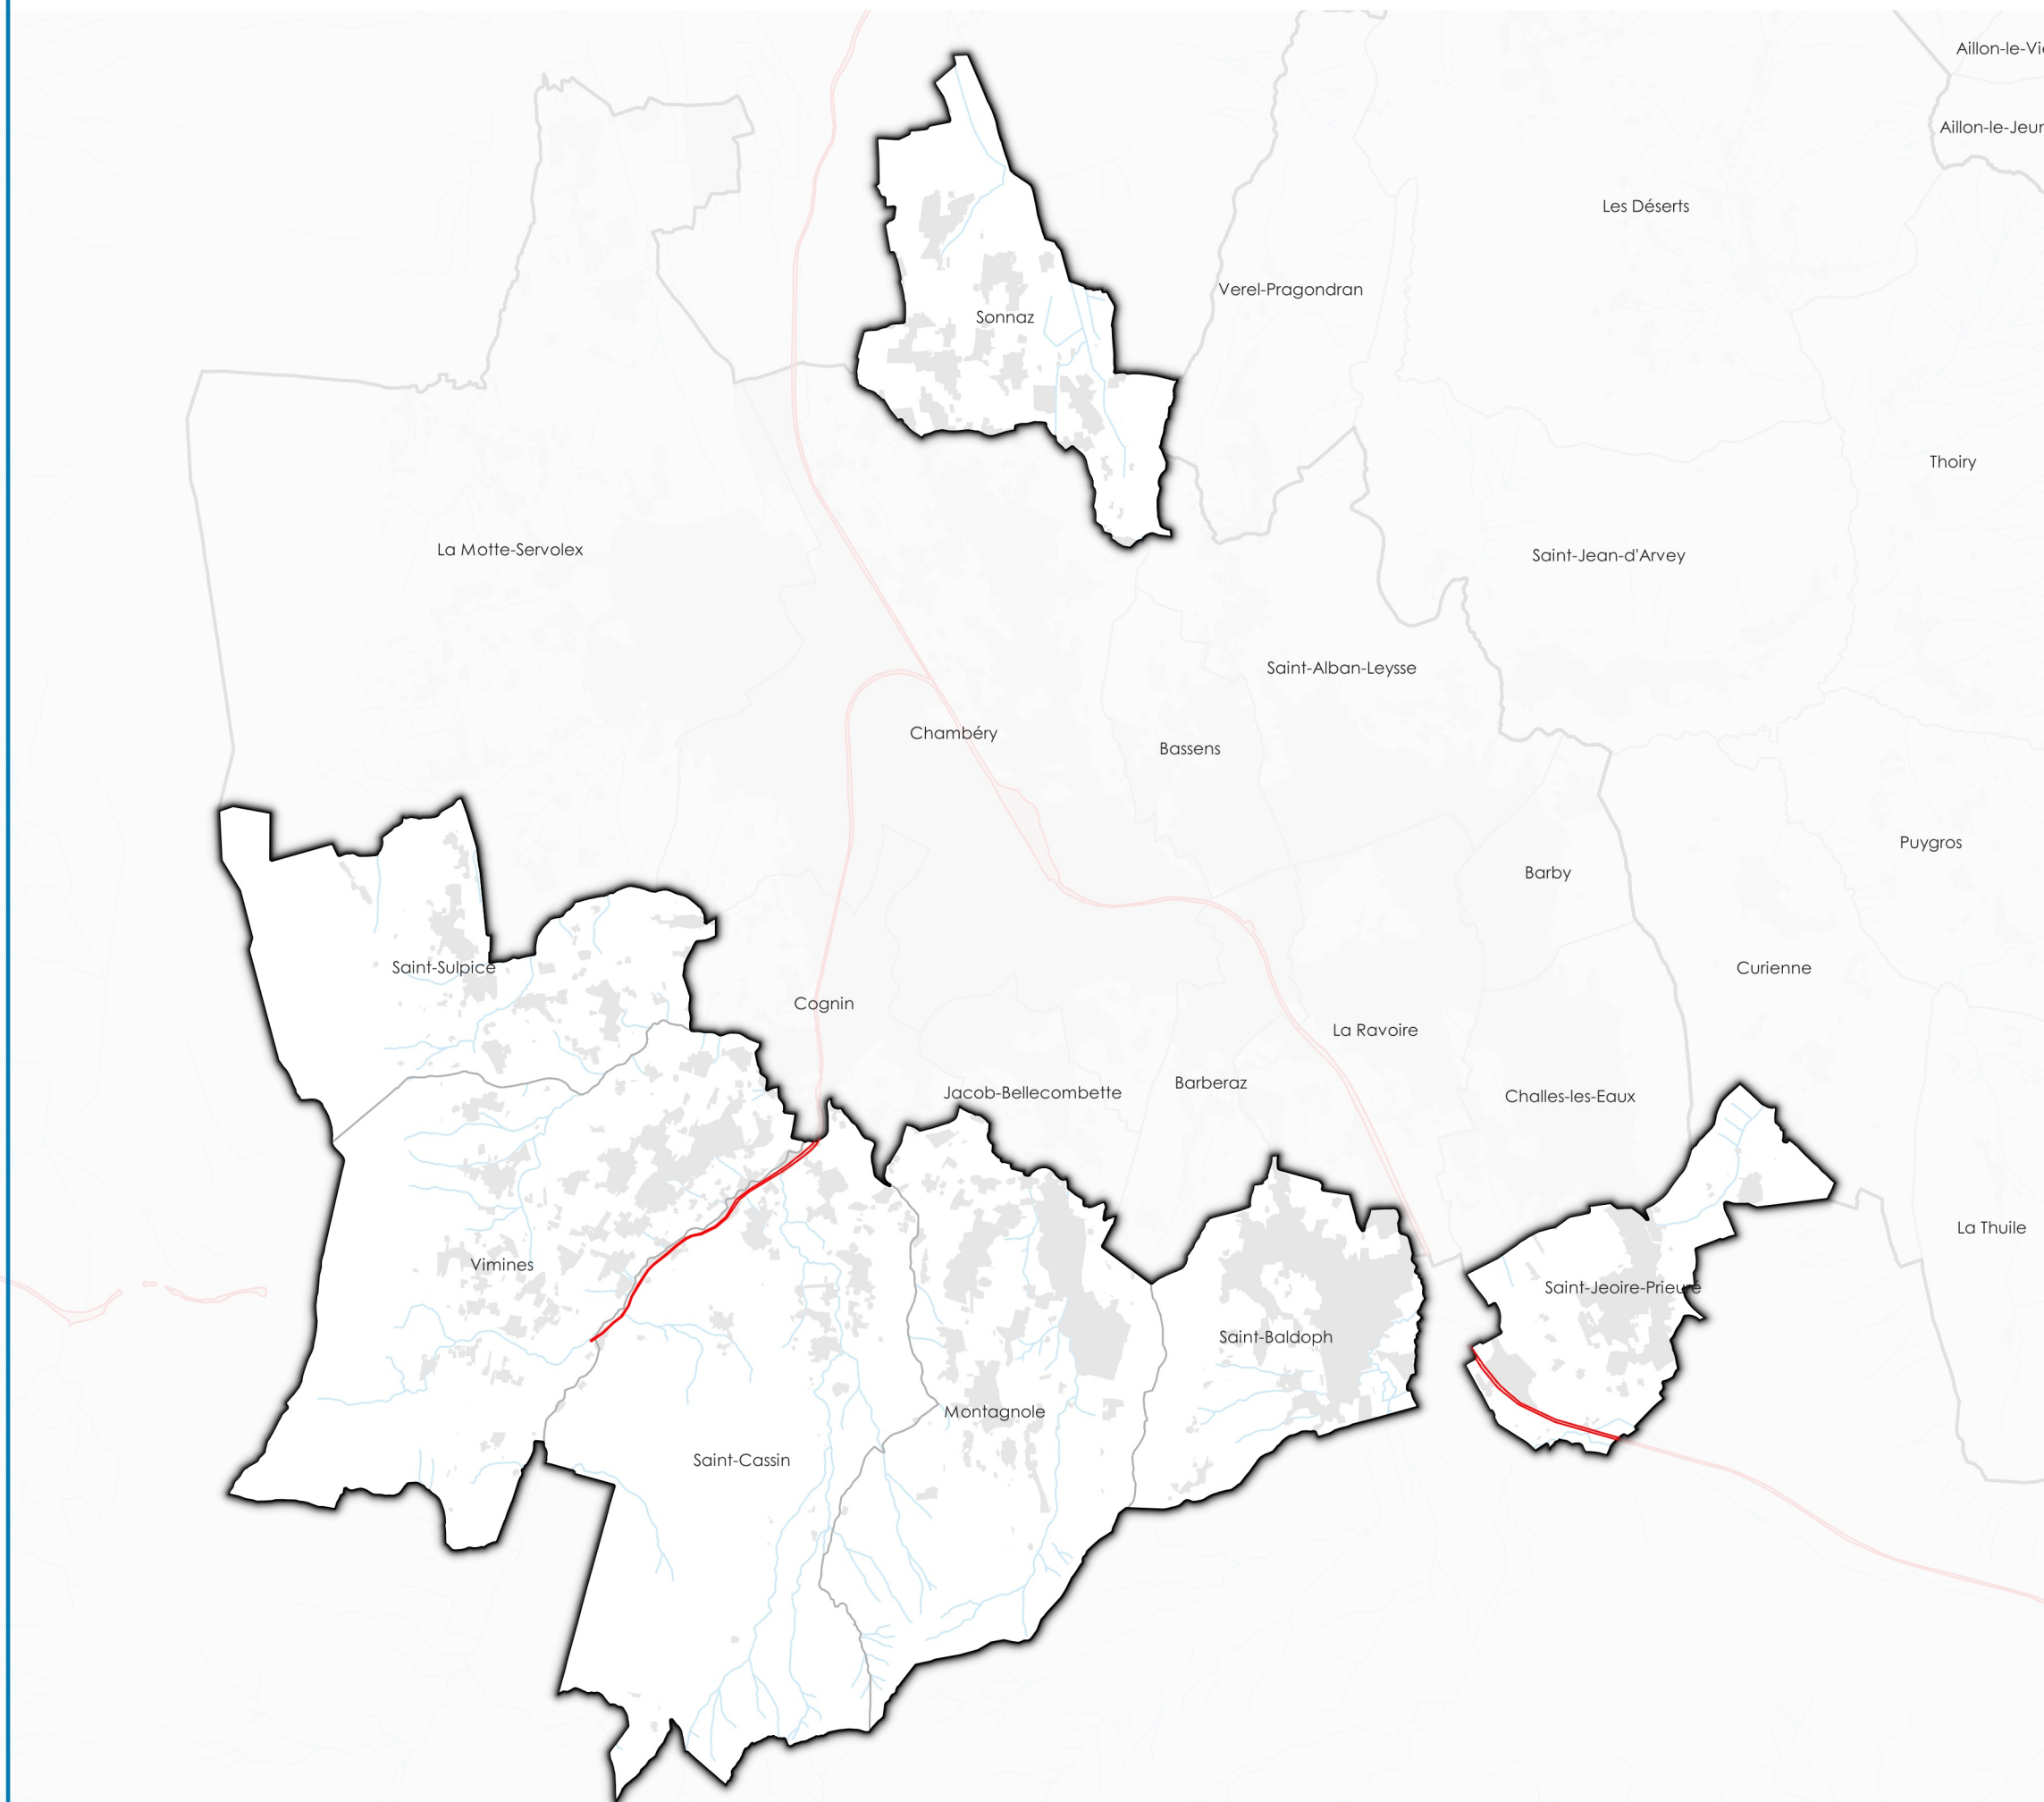 Aillon-le-Vi
Aillon-le-Jeu
Les Déserts
Verel-Pragondran
Sonnaz
Thoiry
La Motte-Servolex
Saint-Jean-d'Arvey
Saint-Alban-Leysse
Chambéry
Bassens
Puygros
Barby
Saint-Sulpice
Curienne
Cognin
La Ravoire
Barberaz
Jacob-Bellecombette
Challes-les-Eaux
La Thuile
Vimines
Saint-Jeoire-Prieuré
Saint-Baldoph
Montagnole
Saint-Cassin